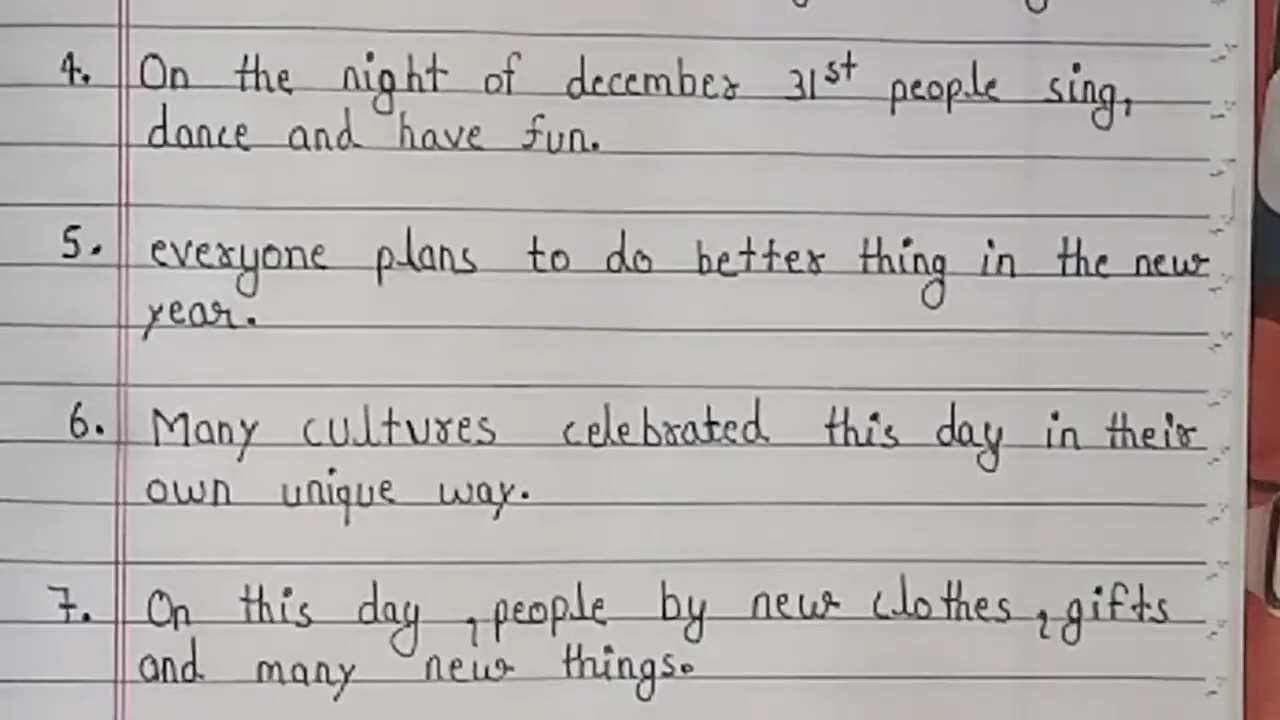 4. On the night of december 31st people sing,
dance and have fun.
5. everyone plans to do better thing in the new
year.
6. Many cultures celebrated this day in their
own unique way.
7. On this day, people by new clothes, gifts
and many new things.